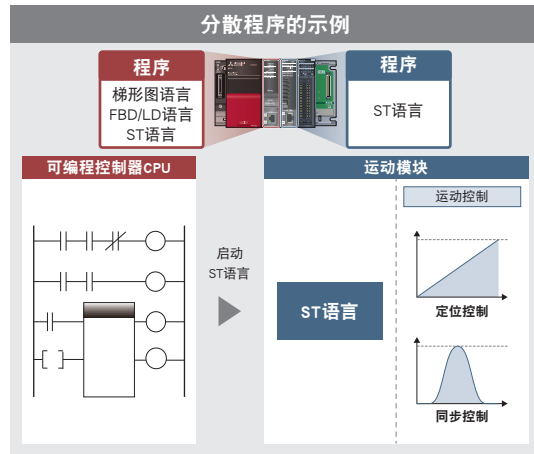 分散程序的示例
程序
梯形图语言
FBD/LD语言
ST语言
程序
ST语言
可编程控制器CPU
启动
ST语言
运动模块
ST语言
运动控制
定位控制
同步控制